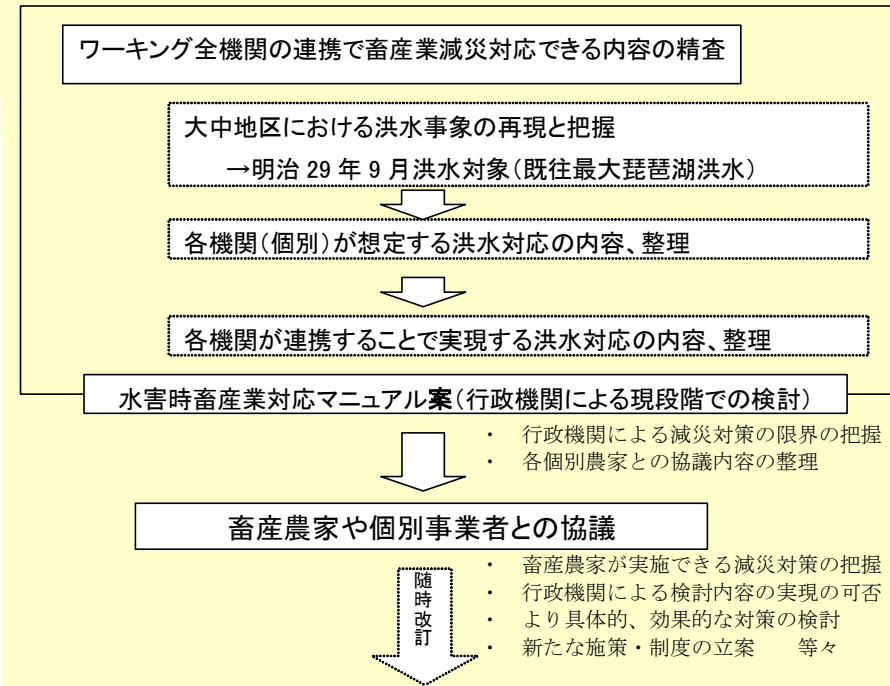 ワーキング全機関の連携で畜産業減災対応できる内容の精査
大中地区における洪水事象の再現と把握
→明治 29 年 9 月洪水対象(既往最大琵琶湖洪水)
各機関(個別)が想定する洪水対応の内容、整理
各機関が連携することで実現する洪水対応の内容、整理
水害時畜産業対応マニュアル案(行政機関による現段階での検討)
・ 行政機関による減災対策の限界の把握
・ 各個別農家との協議内容の整理
畜産農家や個別事業者との協議
随時改訂
・ 畜産農家が実施できる減災対策の把握
・ 行政機関による検討内容の実現の可否
・ より具体的、効果的な対策の検討
・ 新たな施策・制度の立案 等々